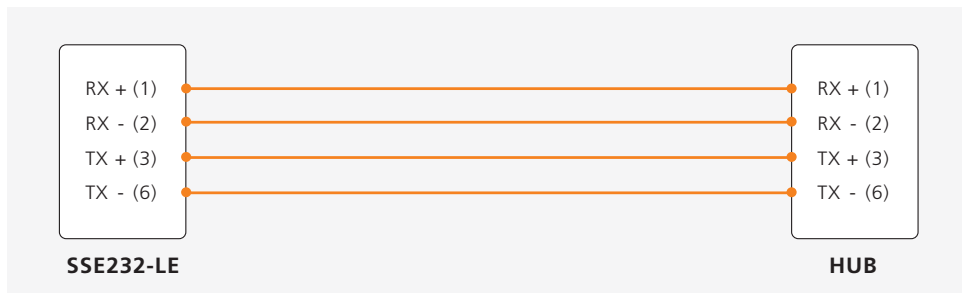 RX + (1)
RX - (2)
TX + (3)
TX - (6)
SSE232-LE
RX + (1)
RX - (2)
TX + (3)
TX - (6)
HUB